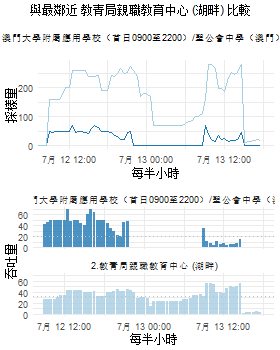 與最鄰近 教青局親職教育中心 (湖畔) 比較
澳門大學附屬應用學校（首日0900至2200）/聖公會中學（澳門）
採樣里
200
100
0
7月 12 12:00
7月 13 00:00
7月 13 12:00
每半小時
大學附屬應用學校（首日0900至2200）/聖公會中學（
吞吐里
60
40
20
0
2.教青局親職教育中心 (湖畔)
60
40
20
0
7月 12 12:00
7月 13 00:00
7月 13 12:00
每半小時